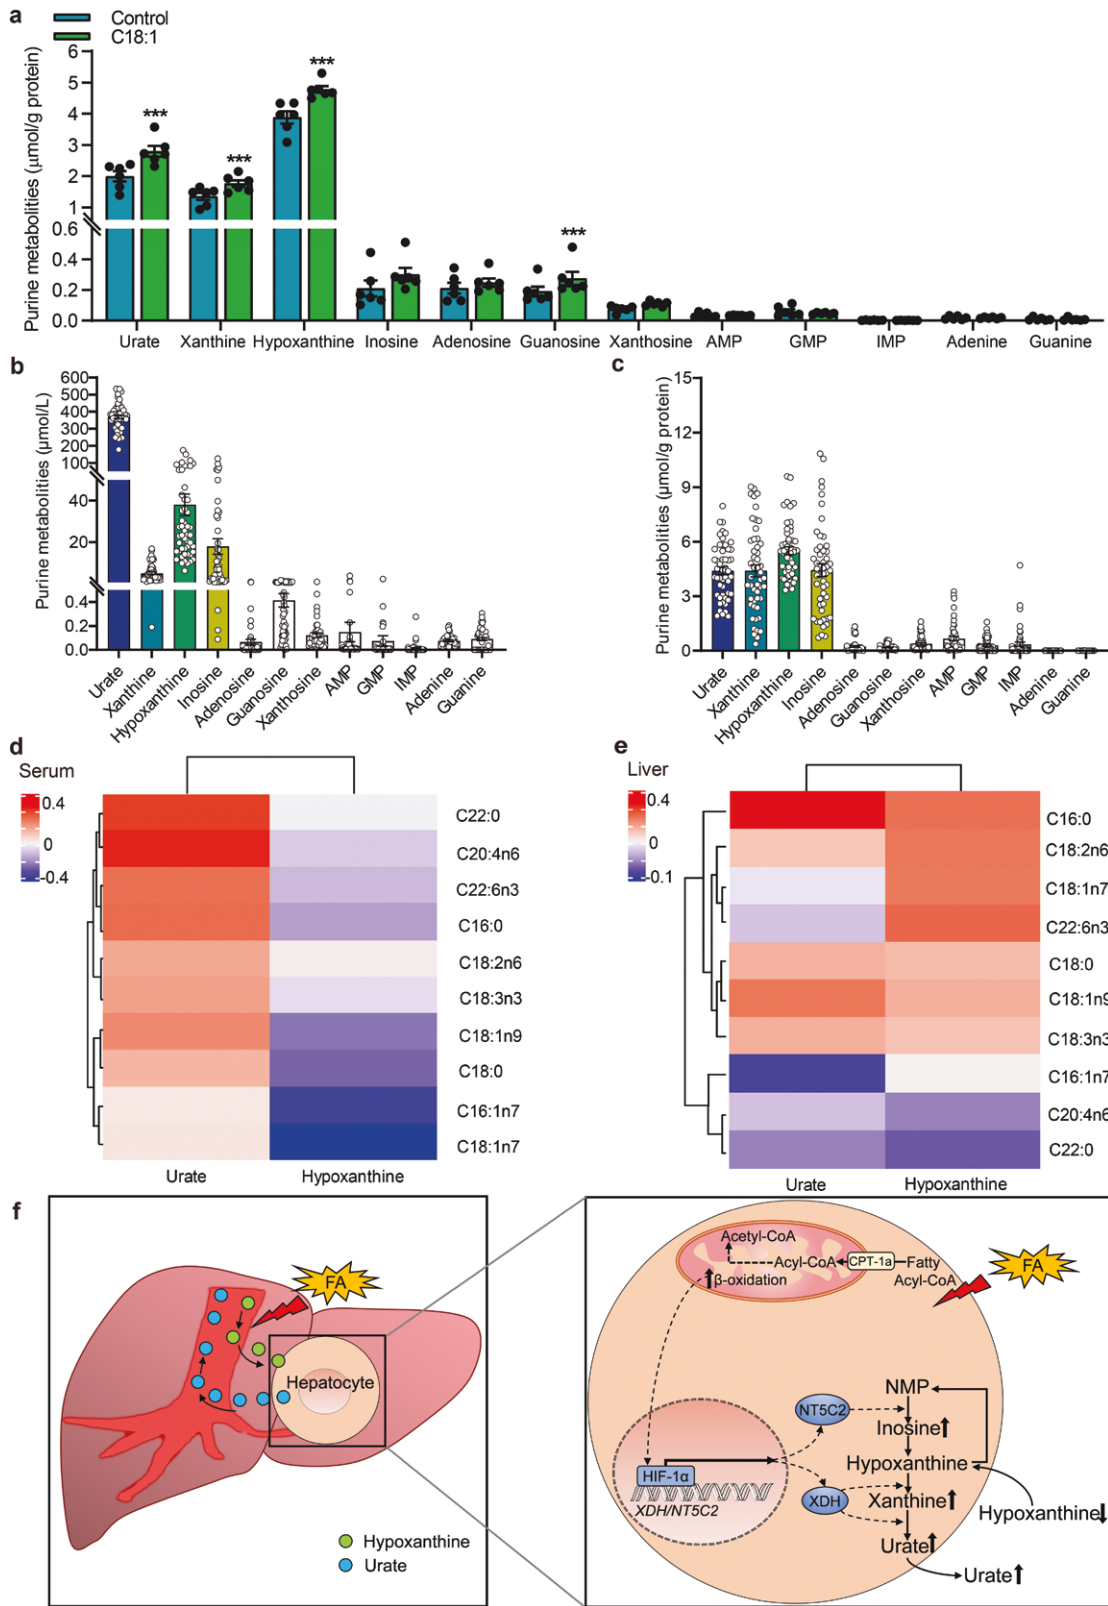 a
Control
C18:1
Purine metabolities (μmol/g protein)
6
5
4
3
2
1
0.6
0.4
0.2
0.0
***
***
***
***
Urate
Xanthine
Hypoxanthine
Inosine
Adenosine
Guanosine
Xanthosine
AMP
GMP
IMP
Adenine
Guanine
b
Purine metabolities (μmol/L)
600
500
400
300
200
100
40
20
0.4
0.2
0.0
Urate
Xanthine
Hypoxanthine
Inosine
Adenosine
Guanosine
Xanthosine
AMP
GMP
IMP
Adenine
Guanine
c
Purine metabolities (μmol/g protein)
15
12
9
6
3
0
Urate
Xanthine
Hypoxanthine
Inosine
Adenosine
Guanosine
Xanthosine
AMP
GMP
IMP
Adenine
Guanine
d
Serum
0.4
0
-0.4
C22:0
C20:4n6
C22:6n3
C16:0
C18:2n6
C18:3n3
C18:1n9
C18:0
C16:1n7
C18:1n7
Urate
Hypoxanthine
e
Liver
0.4
0
-0.1
C16:0
C18:2n6
C18:1n7
C22:6n3
C18:0
C18:1n9
C18:3n3
C16:1n7
C20:4n6
C22:0
Urate
Hypoxanthine
f
FA
Hepatocyte
Hypoxanthine
Urate
Acetyl-CoA
Acyl-CoA
CPT-1a
Fatty
Acyl-CoA
β-oxidation
FA
NMP
NT5C2
Inosine
Hypoxanthine
HIF-1α
XDH/NT5C2
XDH
Xanthine
Hypoxanthine
Urate
Urate